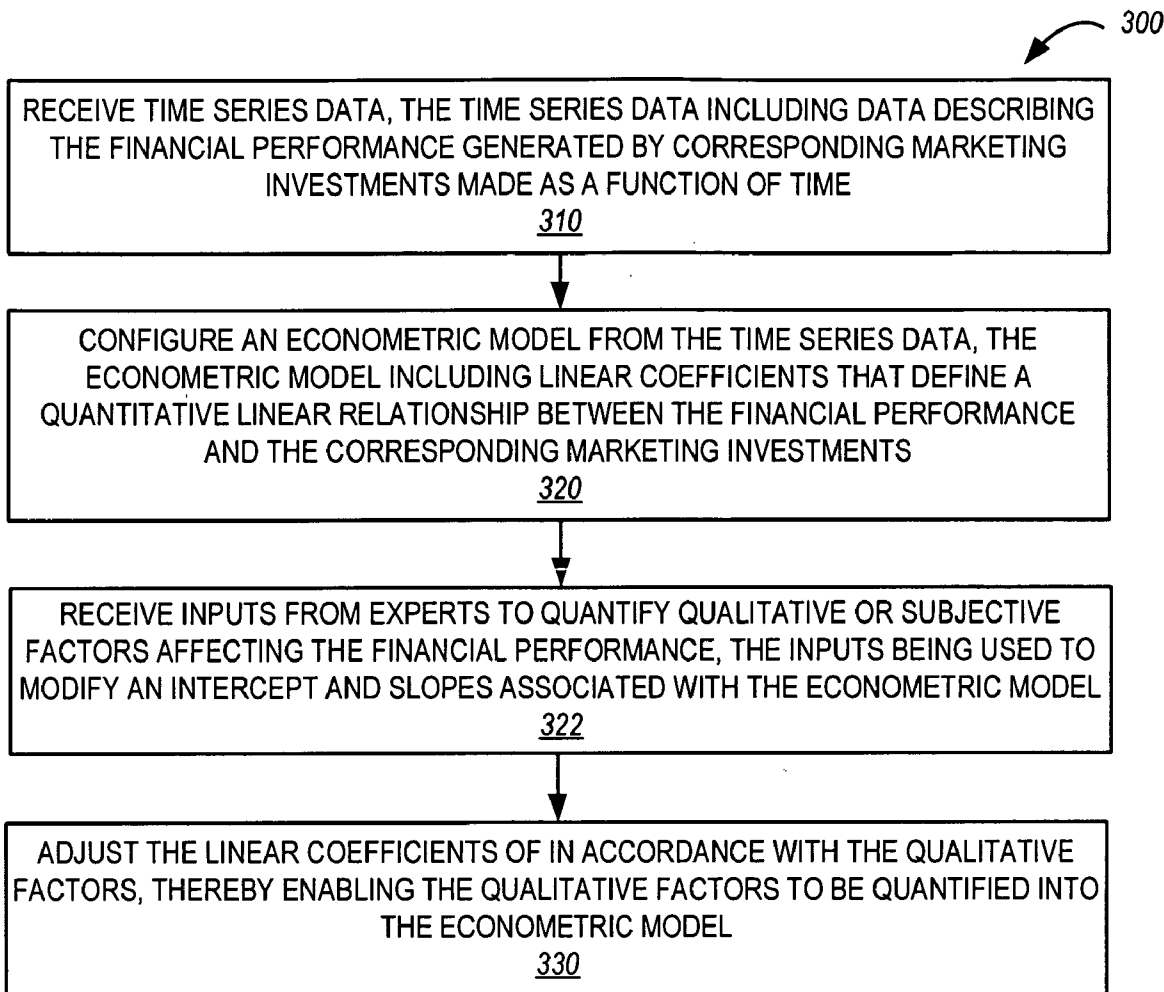 300
RECEIVE TIME SERIES DATA, THE TIME SERIES DATA INCLUDING DATA DESCRIBING
THE FINANCIAL PERFORMANCE GENERATED BY CORRESPONDING MARKETING
INVESTMENTS MADE AS A FUNCTION OF TIME
310
CONFIGURE AN ECONOMETRIC MODEL FROM THE TIME SERIES DATA, THE
ECONOMETRIC MODEL INCLUDING LINEAR COEFFICIENTS THAT DEFINE A
QUANTITATIVE LINEAR RELATIONSHIP BETWEEN THE FINANCIAL PERFORMANCE
AND THE CORRESPONDING MARKETING INVESTMENTS
320
RECEIVE INPUTS FROM EXPERTS TO QUANTIFY QUALITATIVE OR SUBJECTIVE
FACTORS AFFECTING THE FINANCIAL PERFORMANCE, THE INPUTS BEING USED TO
MODIFY AN INTERCEPT AND SLOPES ASSOCIATED WITH THE ECONOMETRIC MODEL
322
ADJUST THE LINEAR COEFFICIENTS OF IN ACCORDANCE WITH THE QUALITATIVE
FACTORS, THEREBY ENABLING THE QUALITATIVE FACTORS TO BE QUANTIFIED INTO
THE ECONOMETRIC MODEL
330